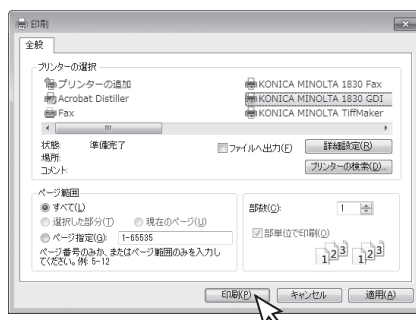 印刷
全般
プリンターの選択
プリンターの追加
KONICA MINOLTA 1830 Fax
Acrobat Distiller
KONICA MINOLTA 1830 GDI
Fax
KONICA MINOLTA TiffMaker
状態: 準備完了
ファイルへ出力(F)
詳細設定(R)
場所:
コメント:
プリンターの検索(D)...
ページ範囲
すべて(L)
部数(C): 1
選択した部分(T)
現在のページ(U)
ページ指定(G): 1-65535
部単位で印刷(O)
ページ番号のみか、またはページ範囲のみを入力し
てください。例: 5-12
1 1 2 2 3 3
印刷(P)
キャンセル
適用(A)